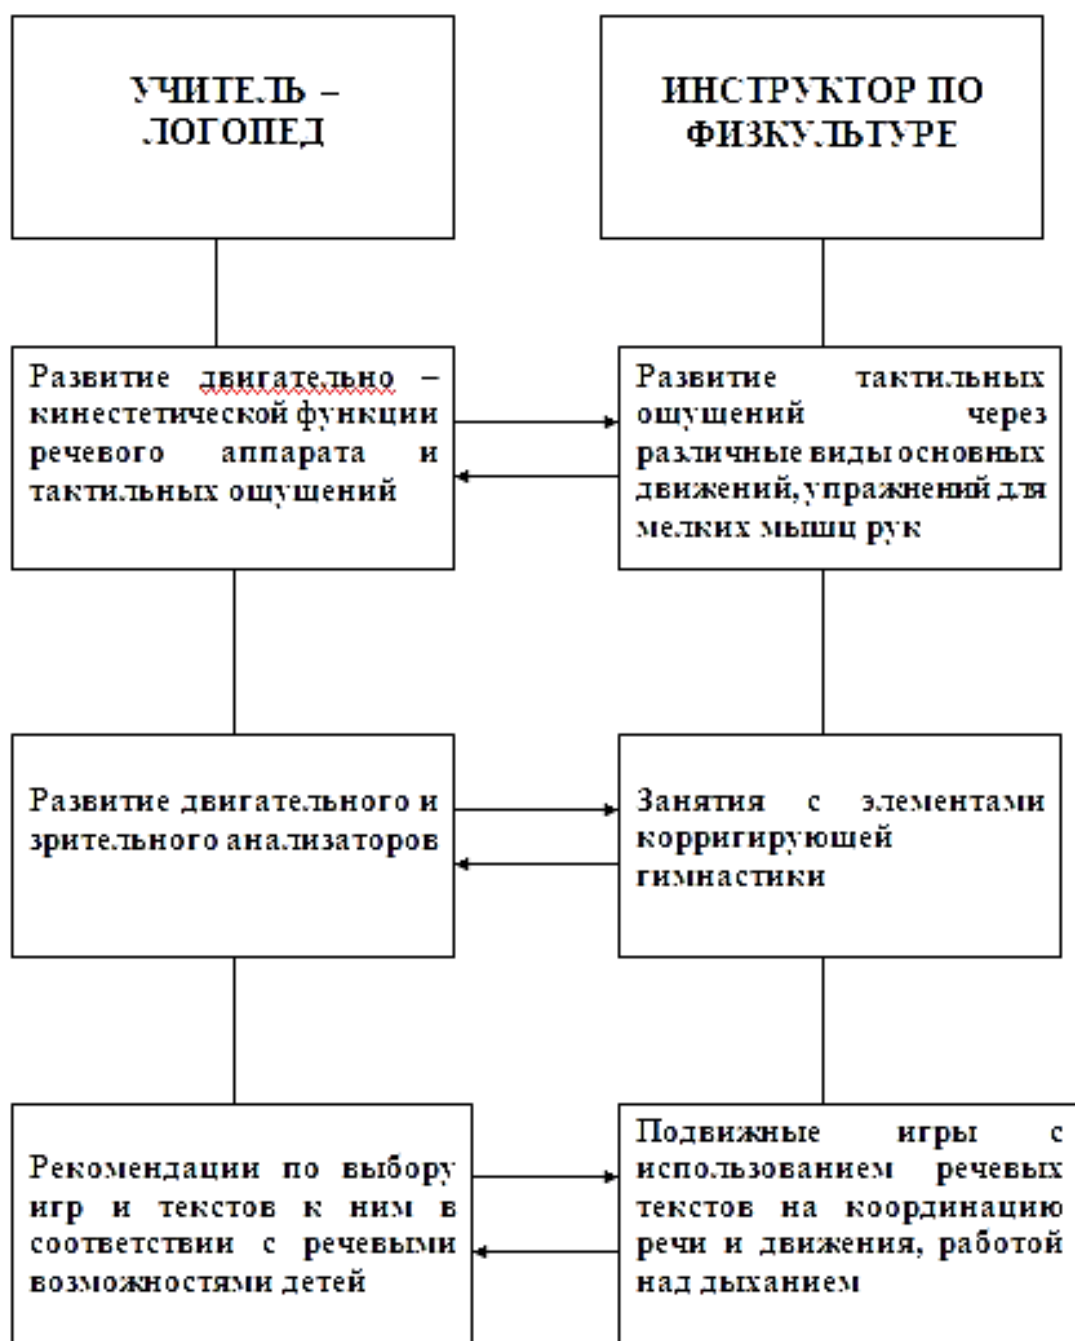 УЧИТЕЛЬ –
ЛОГОПЕД
ИНСТРУКТОР ПО
ФИЗКУЛЬТУРЕ
Развитие двигательно –
кинестетической функции
речевого аппарата и
тактильных ощущений
Развитие тактильных
ощущений через
различные виды основных
движений, упражнений для
мелких мышц рук
Развитие двигательного и
зрительного анализаторов
Занятия с элементами
корригирующей
гимнастики
Рекомендации по выбору
игр и текстов к ним в
соответствии с речевыми
возможностями детей
Подвижные игры с
использованием речевых
текстов на координацию
речи и движения, работой
над дыханием